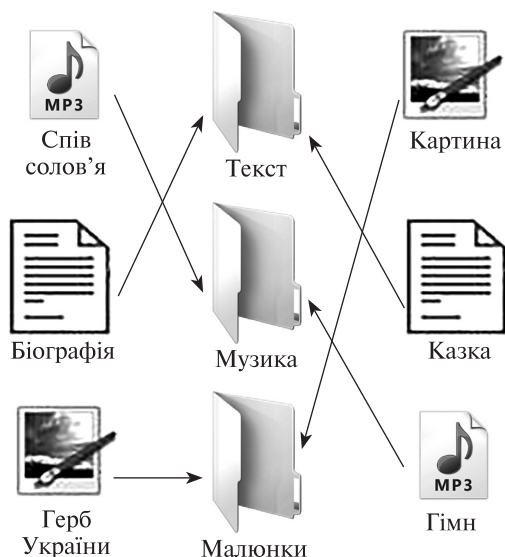 MP3
Спів
солов’я
Текст
Картина
Біографія
Музика
Казка
Герб
України
Малюнки
MP3
Гімн